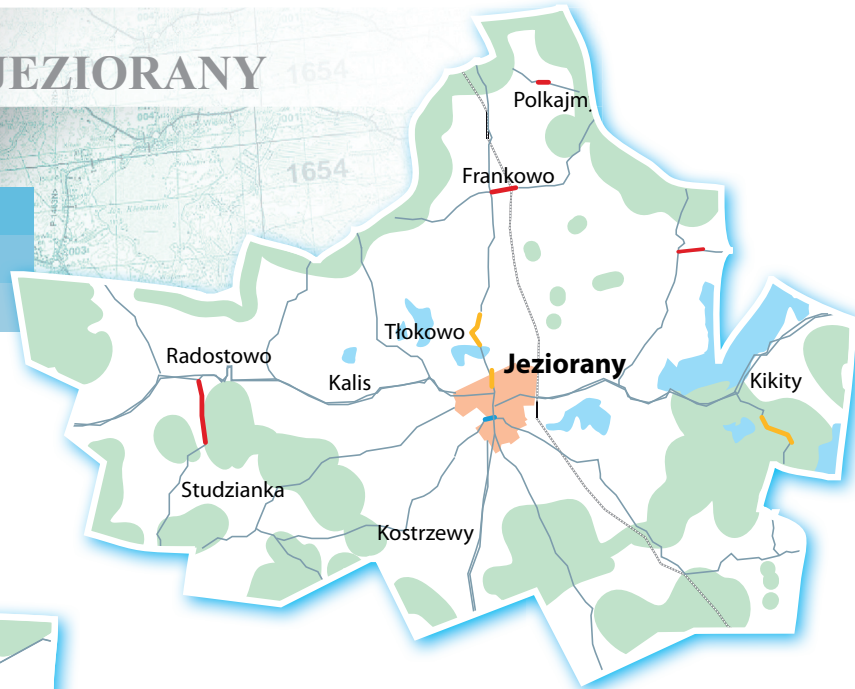 JEZIORANY
1654
1654
Polkajm
Frankowo
Tłokowo
Jeziorany
Radostowo
Kalis
Kikity
Studzianka
Kostrzewy